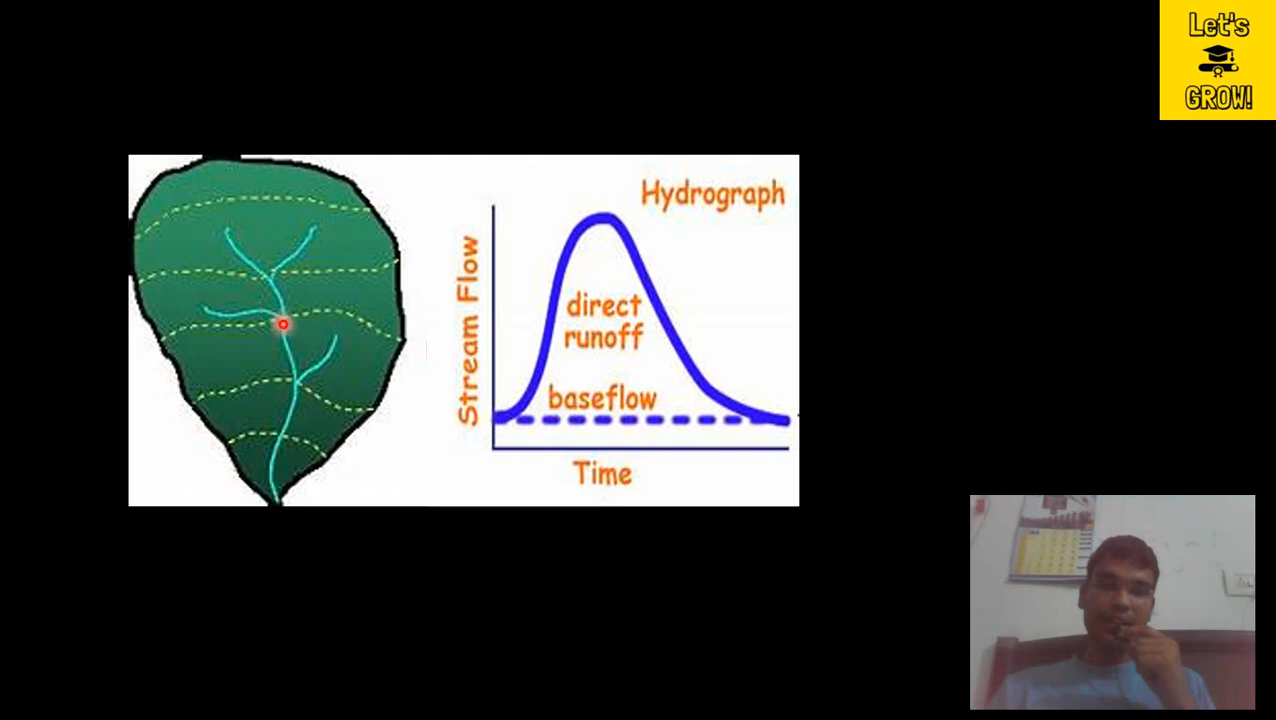 Let's
GROW!
Hydrograph
Stream Flow
direct
runoff
baseflow
Time